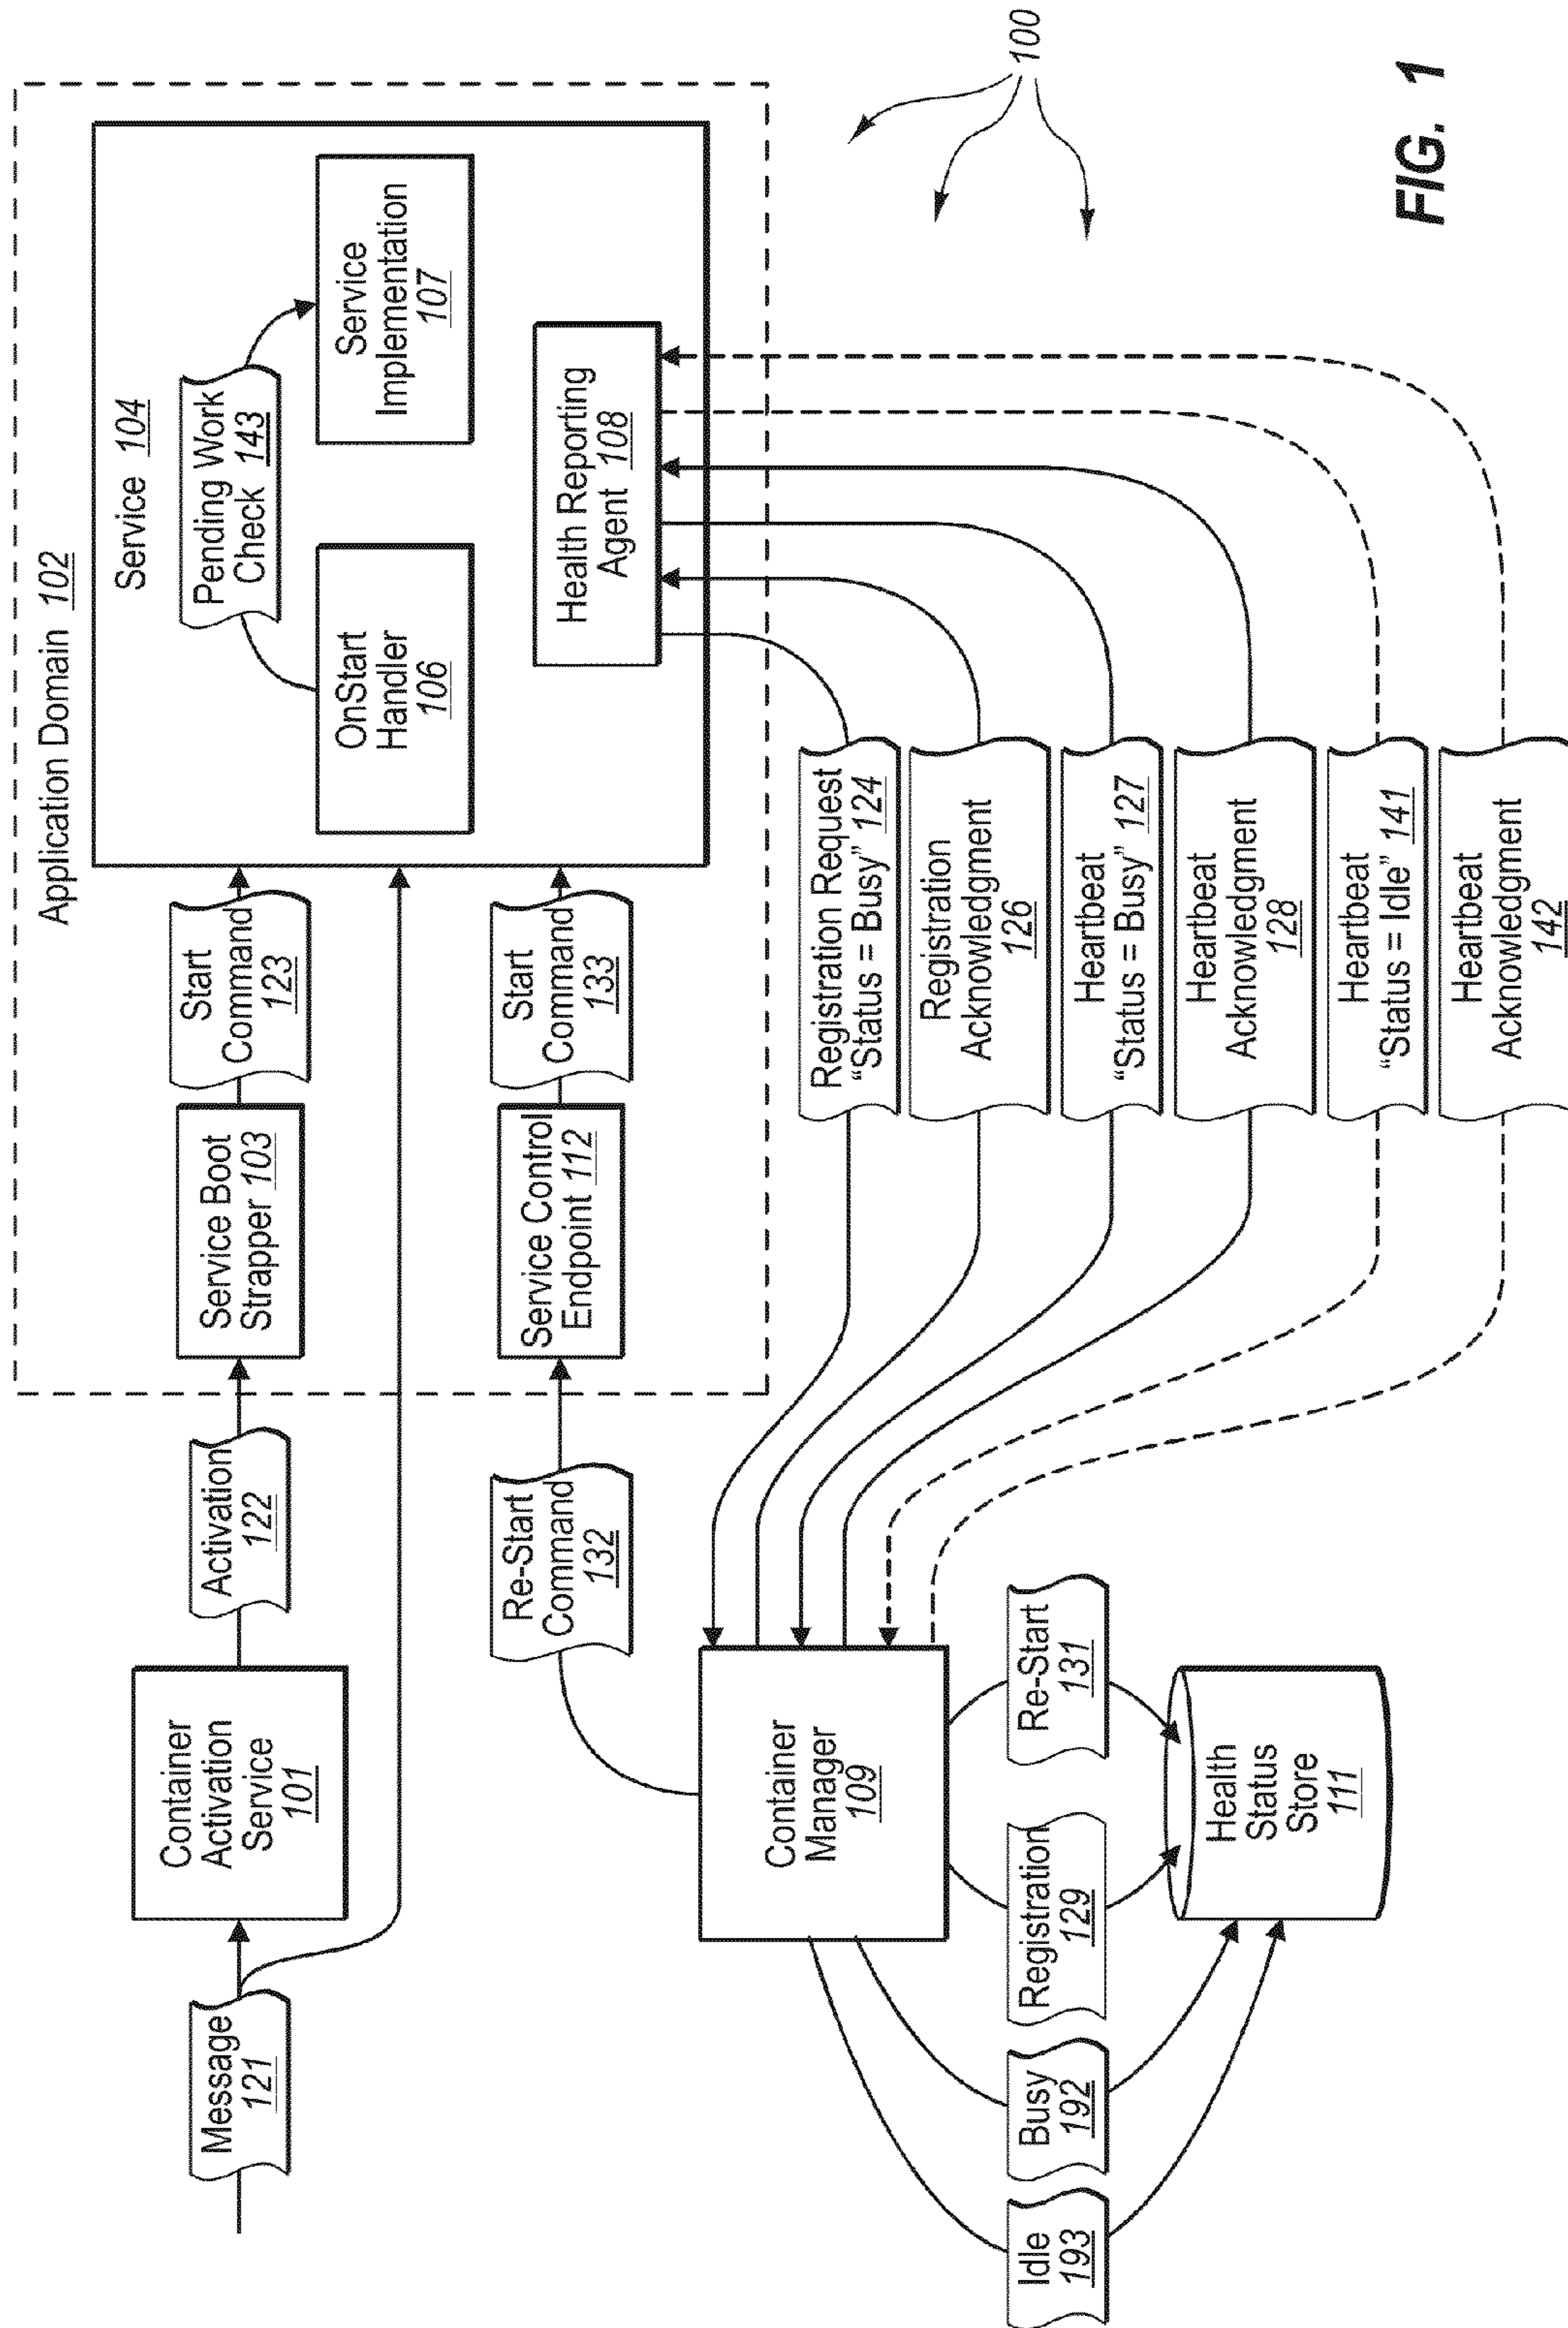 Application Domain 102
Service 104
Message
121
Container
Activation
Service
101
Activation
122
Service Boot
Strapper 103
Start
Command
123
Pending Work
Check 143
OnStart
Handler
106
Service
Implementation
107
Re-Start
Command
132
Service Control
Endpoint 112
Start
Command
133
Health Reporting
Agent 108
Container
Manager
109
Registration Request
“Status = Busy” 124
Registration
Acknowledgment
126
Heartbeat
“Status = Busy” 127
Heartbeat
Acknowledgment
128
Heartbeat
“Status = Idle” 141
Heartbeat
Acknowledgment
142
Idle
193
Busy
192
Registration
129
Re-Start
131
Health
Status
Store
111
100
FIG. 1